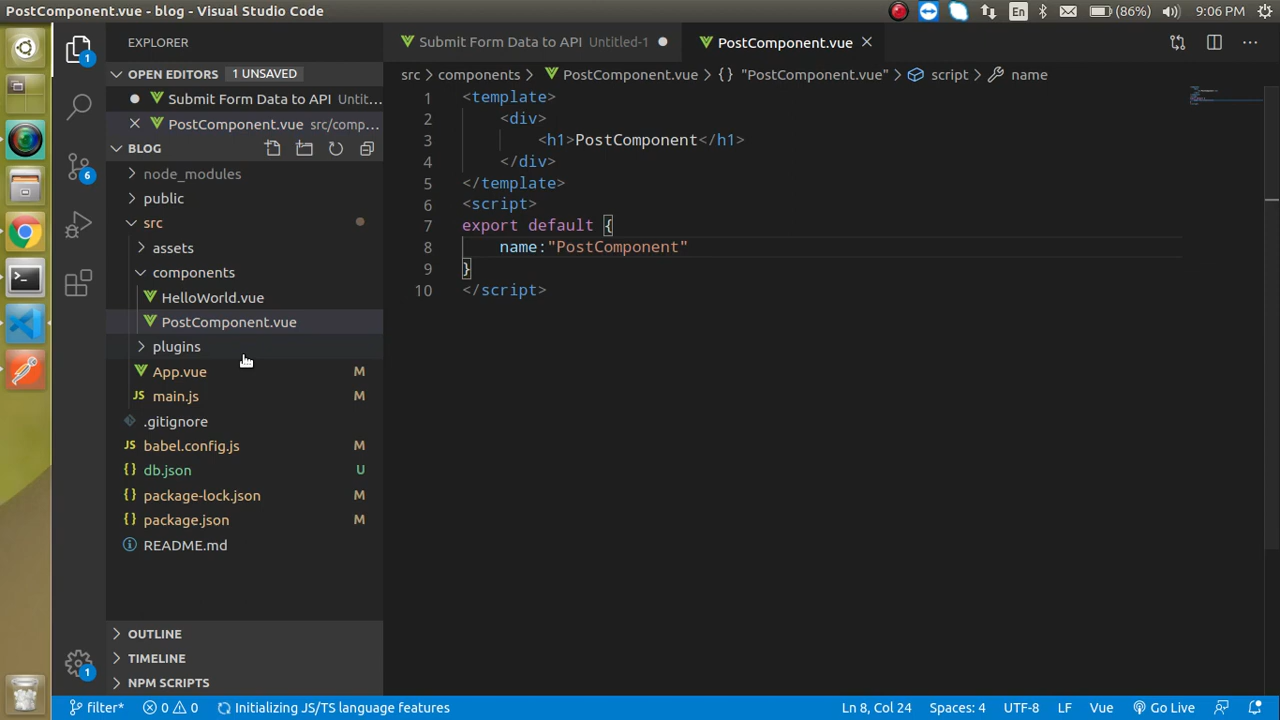 PostComponent.vue - blog - Visual Studio Code
En
(86%)
9:06 PM
EXPLORER
OPEN EDITORS 1 UNSAVED
Submit Form Data to API Untit...
PostComponent.vue src/comp...
BLOG
node_modules
public
src
assets
components
HelloWorld.vue
PostComponent.vue
plugins
App.vue M
JS main.js M
.gitignore
JS babel.config.js M
{} db.json U
{} package-lock.json M
{} package.json M
README.md
OUTLINE
TIMELINE
NPM SCRIPTS
1
6
1
Submit Form Data to API Untitled-1
PostComponent.vue
src > components > PostComponent.vue > {} "PostComponent.vue" > script > name
1 <template>
2 <div>
3 <h1>PostComponent</h1>
4 </div>
5 </template>
6 <script>
7 export default {
8 name:"PostComponent"
9 }
10 </script>
filter* 0 0 Initializing JS/TS language features Ln 8, Col 24 Spaces: 4 UTF-8 LF Vue Go Live